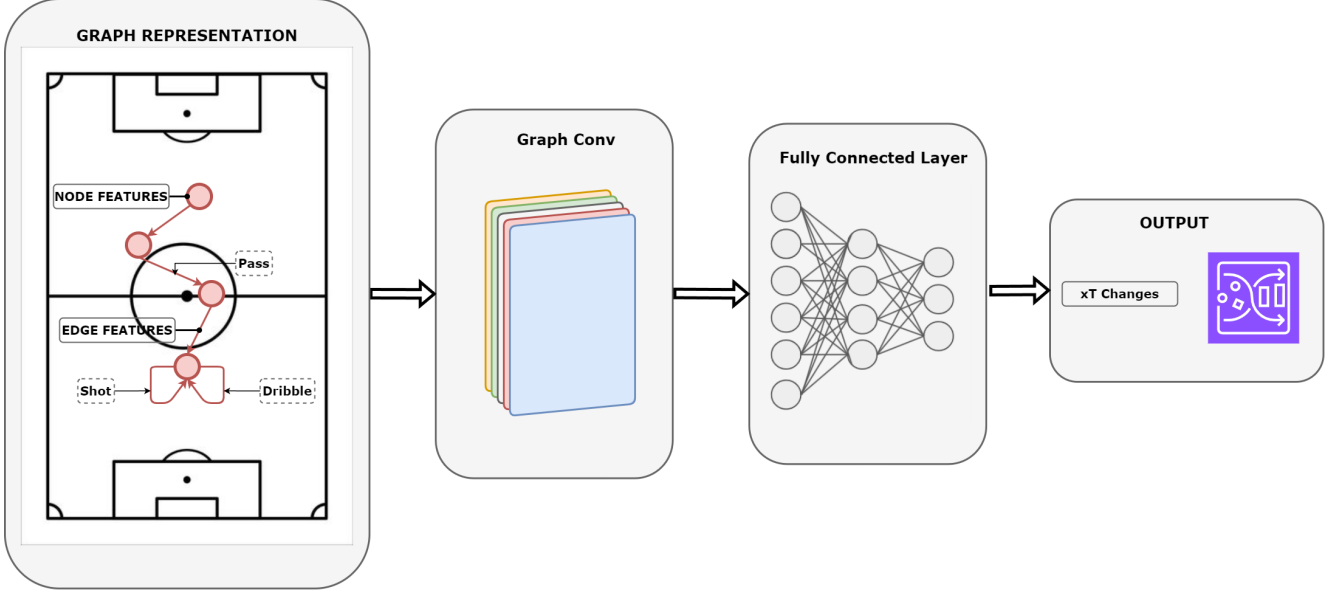 GRAPH REPRESENTATION
NODE FEATURES
Pass
EDGE FEATURES
Shot
Dribble
Graph Conv
Fully Connected Layer
OUTPUT
xT Changes